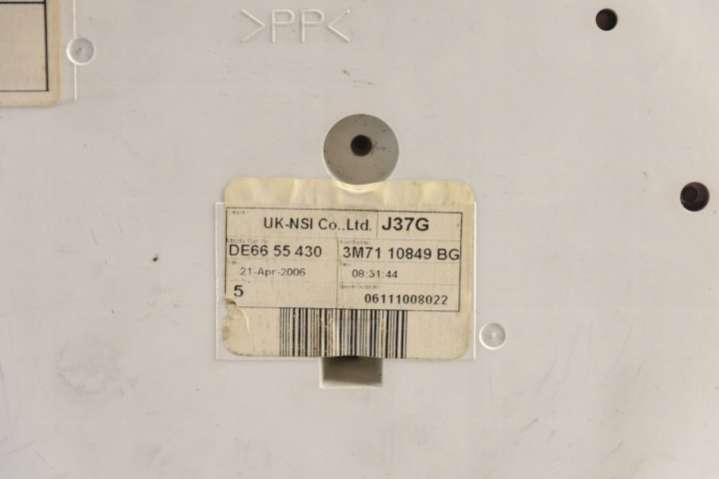 >PP<
UK-NSI Co.,Ltd. J37G
DE66 55 430 3M71 10849 BG
21-Apr-2006 08:31:44
5
06111008022